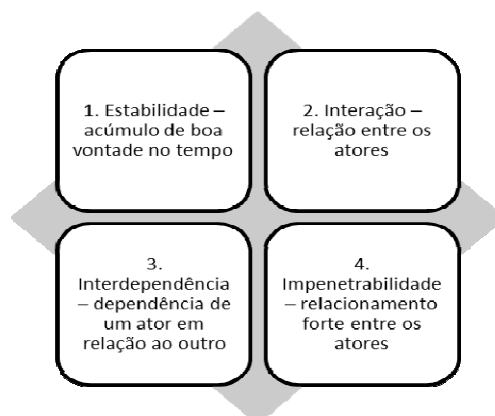 1. Estabilidade –
acúmulo de boa
vontade no tempo
2. Interação –
relação entre os
atores
3.
Interdependência
– dependência de
um ator em
relação ao outro
4.
Impenetrabilidade
– relacionamento
forte entre os
atores